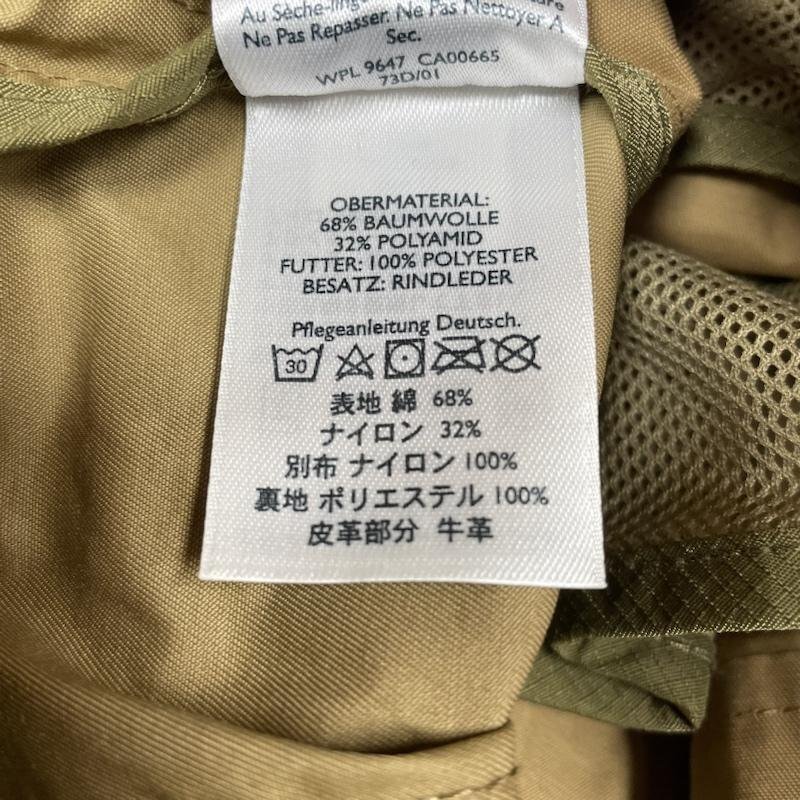 Au Sèche-ling
Ne Pas Repasser. Ne Pas Nettoyer A
Sec.
WPL 9647 CA00665
73D/01
OBERMATERIAL:
68% BAUMWOLLE
32% POLYAMID
FUTTER: 100% POLYESTER
BESATZ: RINDLEDER
Pflegeanleitung Deutsch.
30
表地 綿 68%
ナイロン 32%
別布 ナイロン 100%
裏地 ポリエステル 100%
皮革部分 牛革